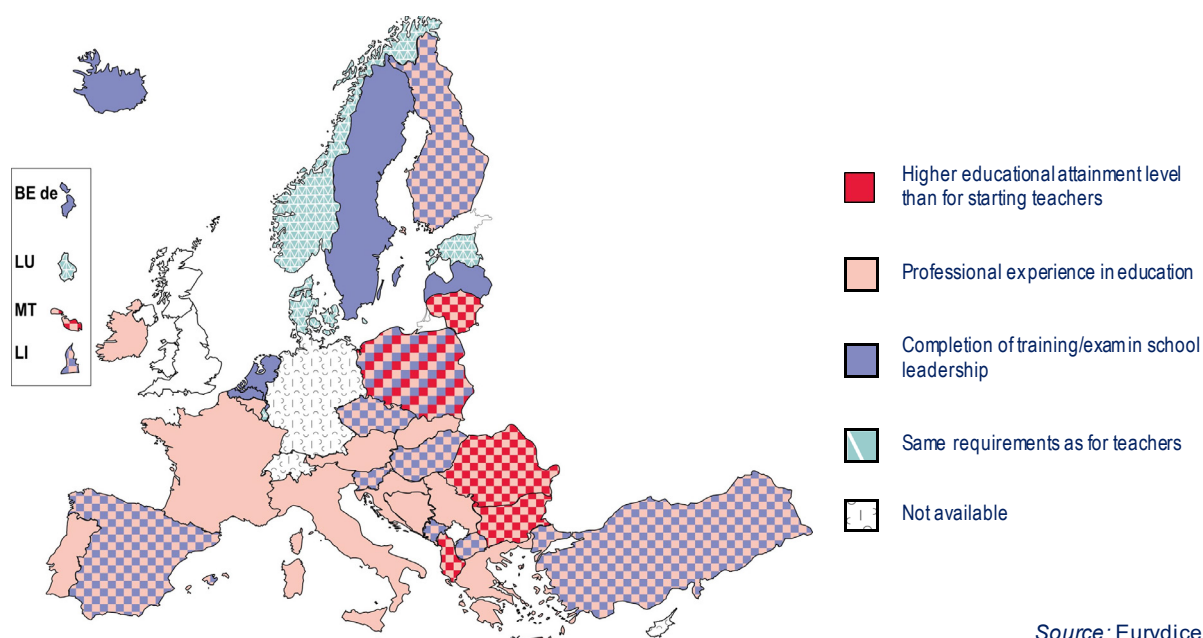 BE de
LU
MT
LI
Higher educational attainment level
than for starting teachers
Professional experience in education
Completion of training/exam in school
leadership
Same requirements as for teachers
Not available
Source: Eurydice